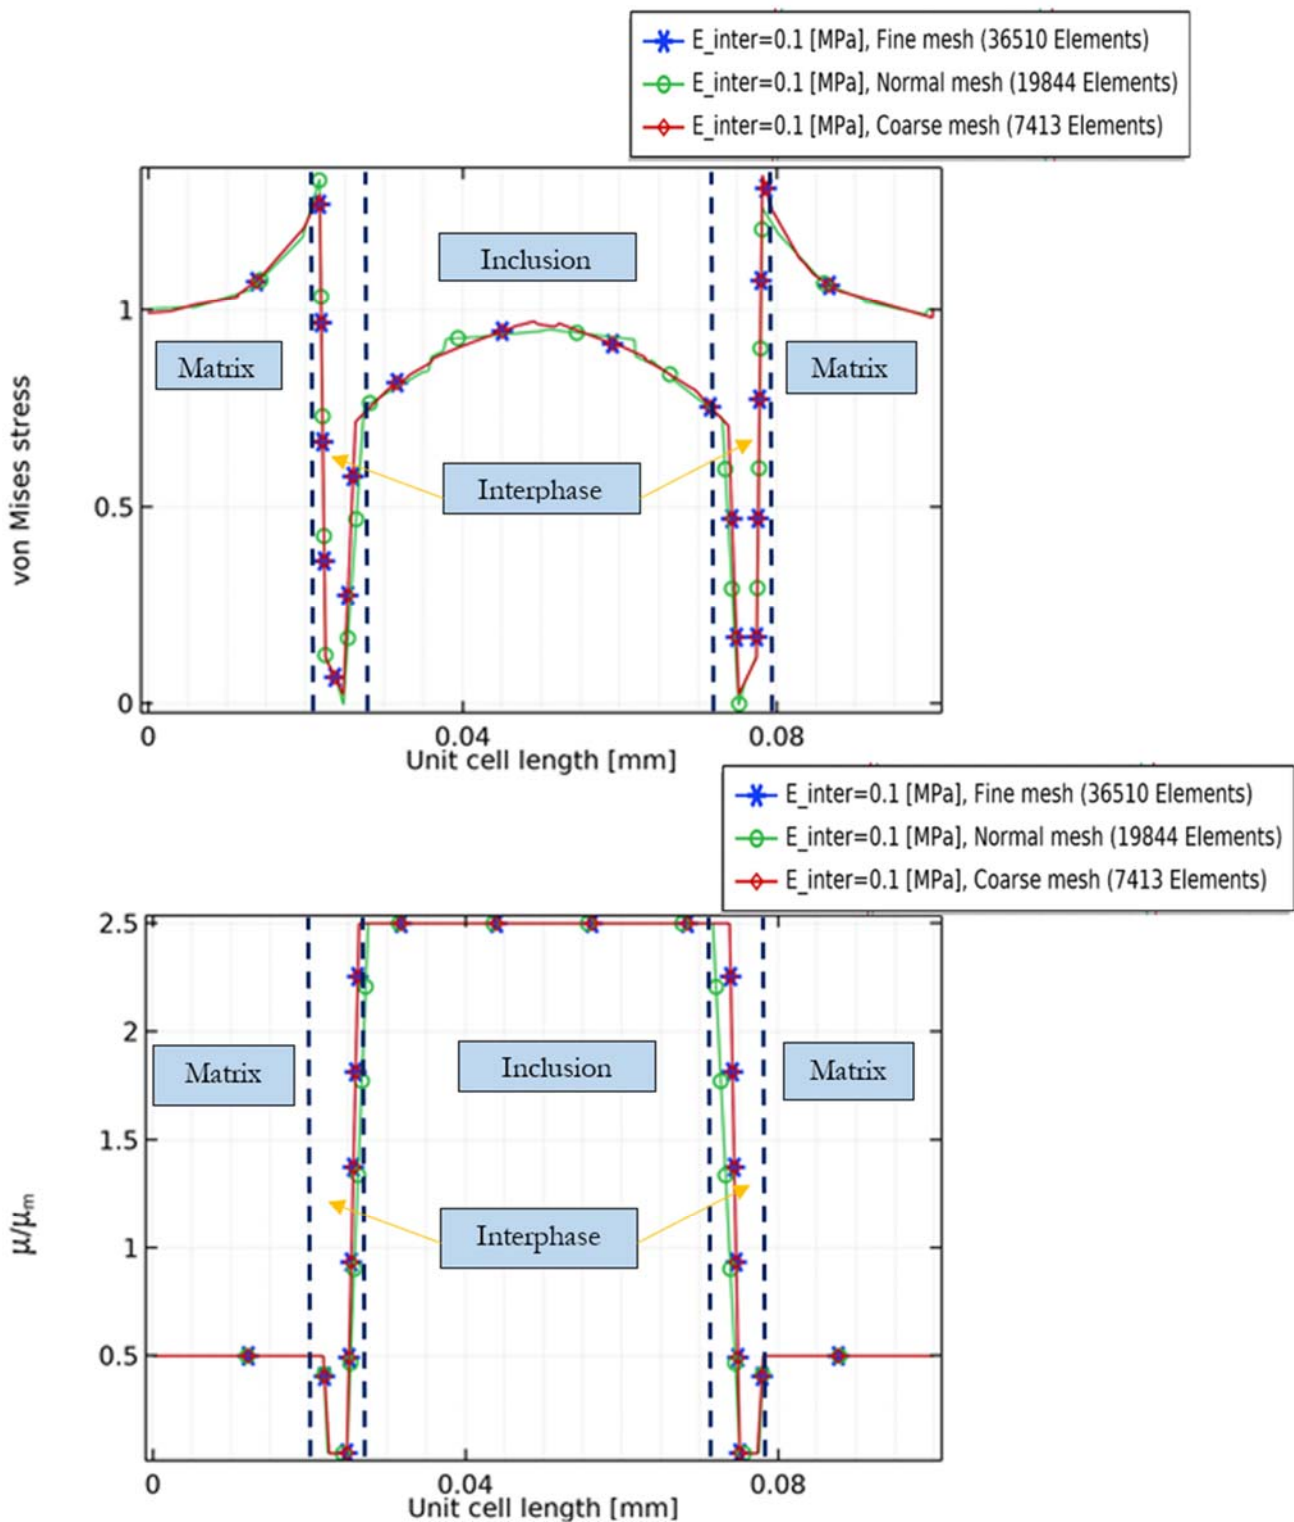 E_inter=0.1 [MPa], Fine mesh (36510 Elements)
E_inter=0.1 [MPa], Normal mesh (19844 Elements)
E_inter=0.1 [MPa], Coarse mesh (7413 Elements)
Inclusion
1
Matrix
Matrix
von Mises stress
Interphase
0.5
0
0
0.04
0.08
Unit cell length [mm]
E_inter=0.1 [MPa], Fine mesh (36510 Elements)
E_inter=0.1 [MPa], Normal mesh (19844 Elements)
E_inter=0.1 [MPa], Coarse mesh (7413 Elements)
2.5
2
Matrix
Inclusion
Matrix
1.5
μ/μₘ
Interphase
1
0.5
0
0.04
0.08
Unit cell length [mm]